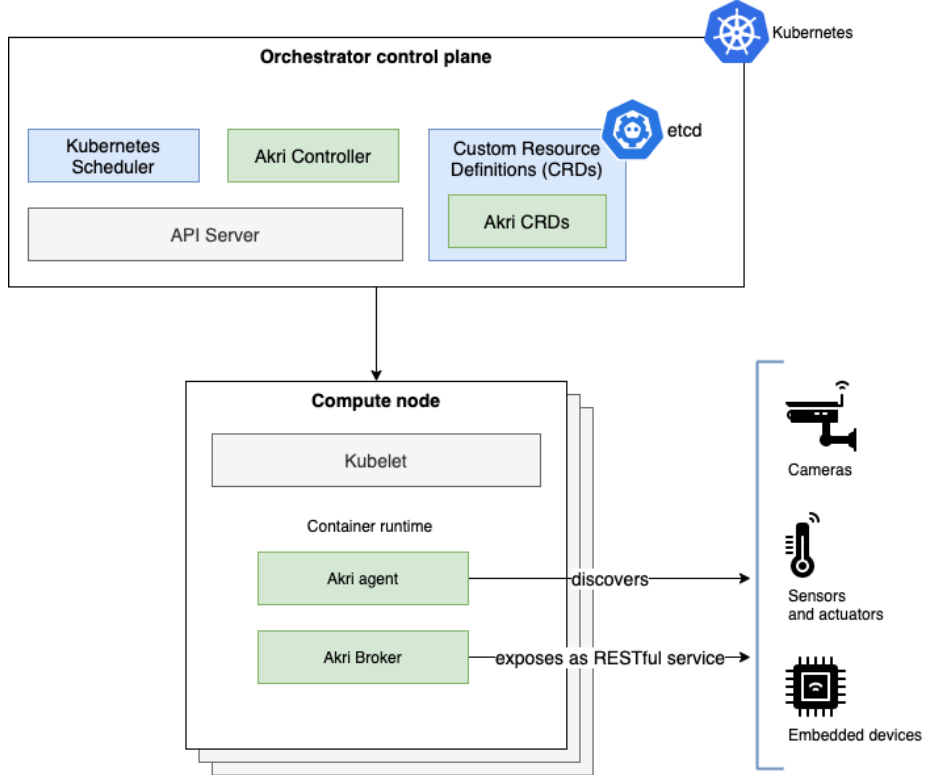 Kubernetes
Orchestrator control plane
etcd
Kubernetes
Scheduler
Akri Controller
Custom Resource
Definitions (CRDs)
Akri CRDs
API Server
Compute node
Kubelet
Container runtime
Akri agent
discovers
Akri Broker
exposes as RESTful service
Cameras
Sensors
and actuators
Embedded devices